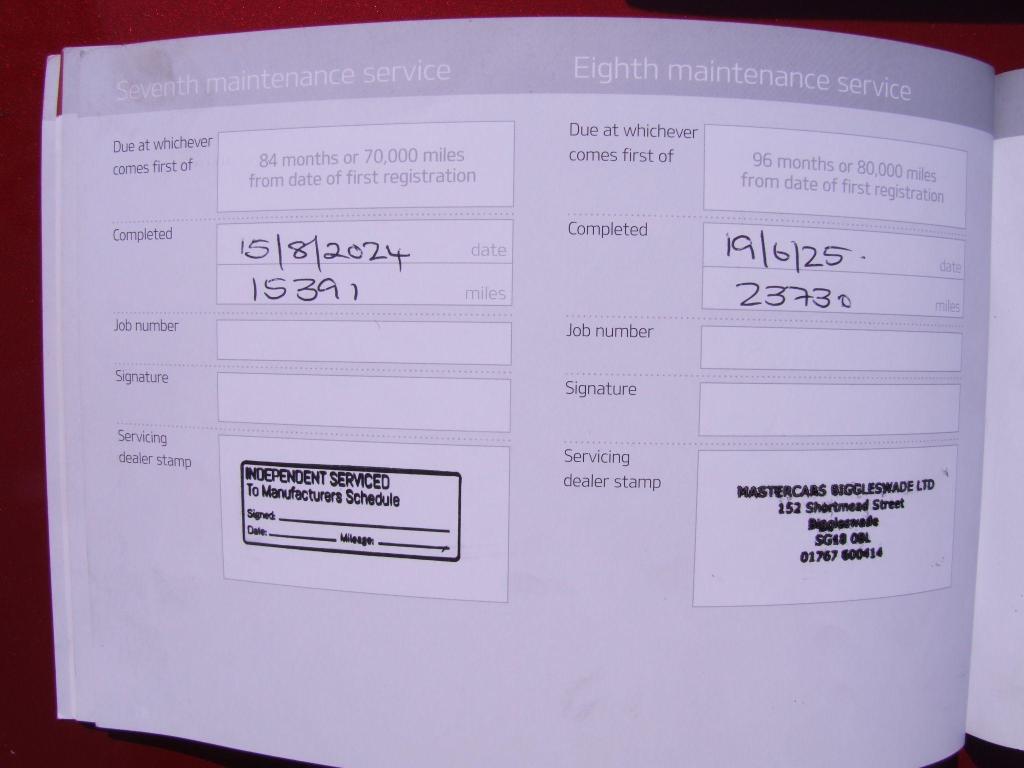 Seventh maintenance service
Due at whichever
comes first of
84 months or 70,000 miles
from date of first registration
Completed
15/8/2024
date
15391
miles
Job number
Signature
Servicing
dealer stamp
INDEPENDENT SERVICED
To Manufacturers Schedule
Signed:
Date: Mileage:
Eighth maintenance service
Due at whichever
comes first of
96 months or 80,000 miles
from date of first registration
Completed
19/6/25.
date
23730
miles
Job number
Signature
Servicing
dealer stamp
MASTERCARS BIGGLESWADE LTD
152 Shortmead Street
Biggleswade
SG18 0BL
01767 600414